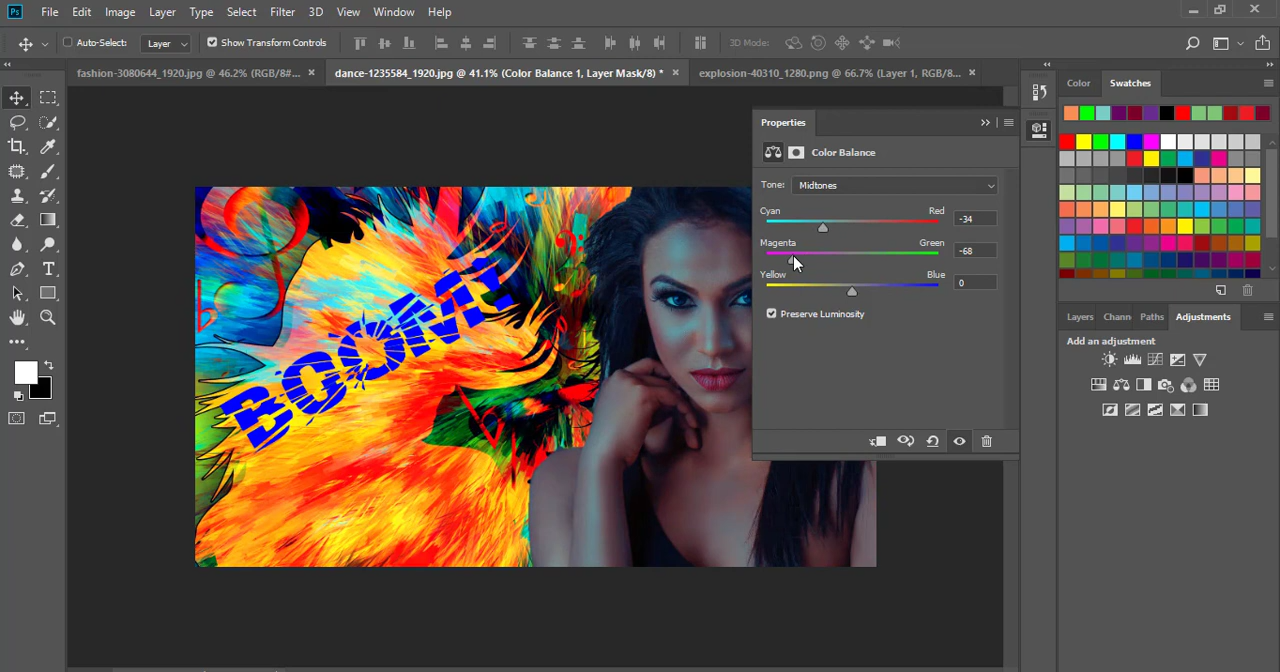 Ps File Edit Image Layer Type Select Filter 3D View Window Help
Auto-Select: Layer Show Transform Controls 3D Mode:
fashion-3080644_1920.jpg @ 46.2% (RGB/8#... × dance-1235584_1920.jpg @ 41.1% (Color Balance 1, Layer Mask/8) * × explosion-40310_1280.png @ 66.7% (Layer 1, RGB/8... ×
Color Swatches
Properties
Color Balance
Tone: Midtones
Cyan Red -34
Magenta Green -68
Yellow Blue 0
Preserve Luminosity
Layers Chann Paths Adjustments
Add an adjustment